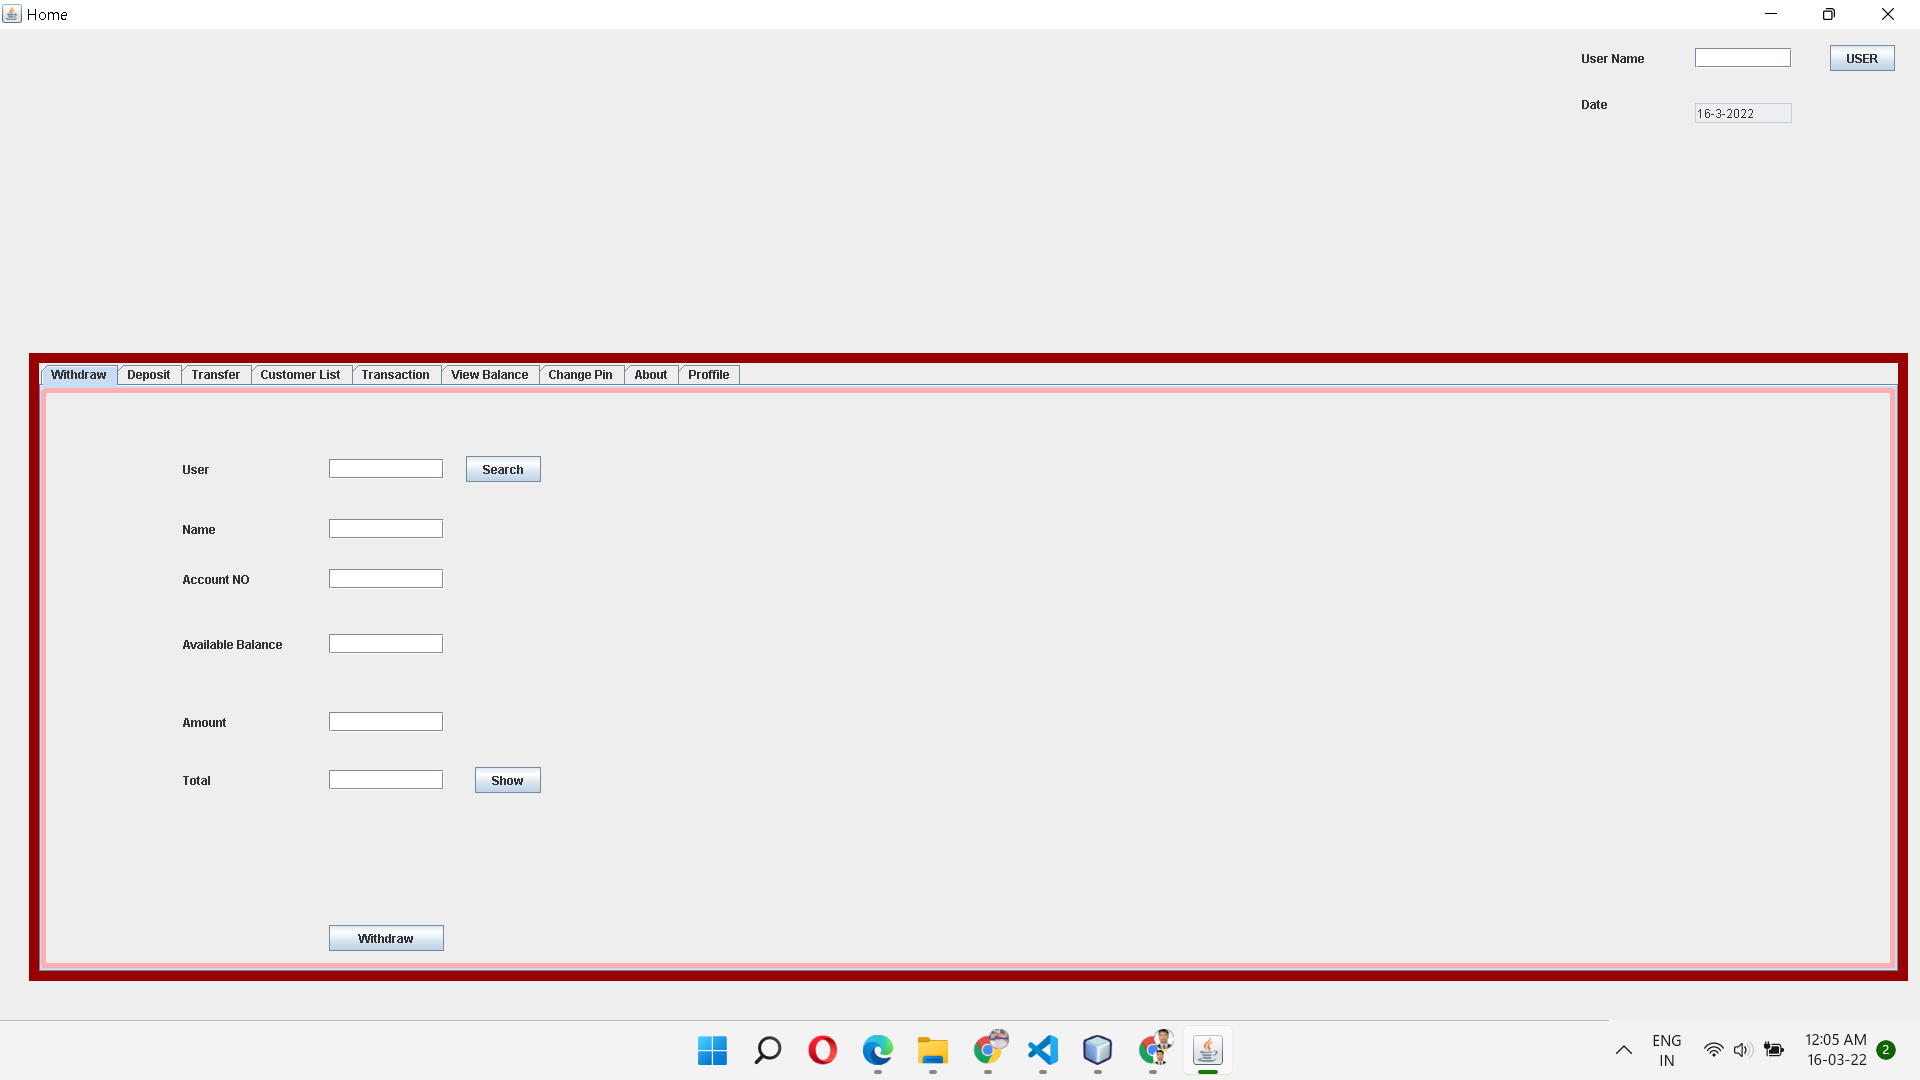 Home
User Name USER
Date 16-3-2022
Withdraw Deposit Transfer Customer List Transaction View Balance Change Pin About Proffile
User Search
Name
Account NO
Available Balance
Amount
Total Show
Withdraw
ENG 12:05 AM
IN 16-03-22 2